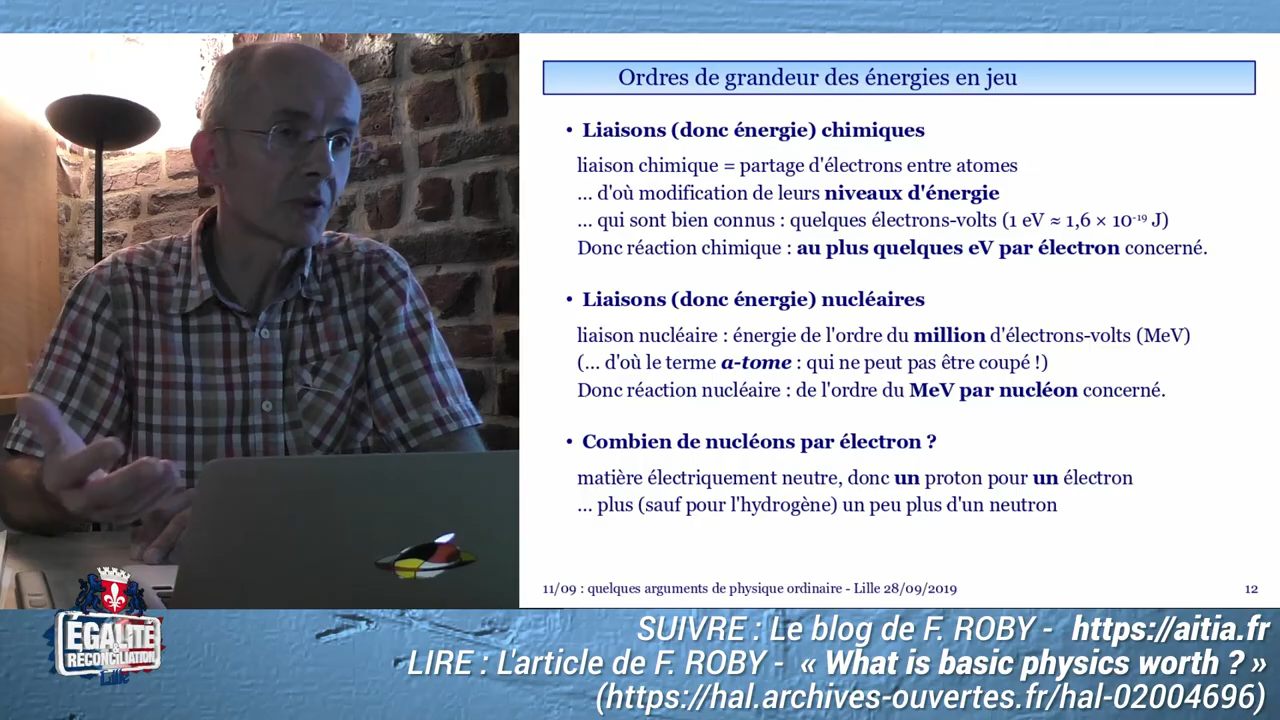 Ordres de grandeur des énergies en jeu
• Liaisons (donc énergie) chimiques
liaison chimique = partage d'électrons entre atomes
... d'où modification de leurs niveaux d'énergie
... qui sont bien connus : quelques électrons-volts (1 eV ≈ 1,6 × 10⁻¹⁹ J)
Donc réaction chimique : au plus quelques eV par électron concerné.
• Liaisons (donc énergie) nucléaires
liaison nucléaire : énergie de l'ordre du million d'électrons-volts (MeV)
(... d'où le terme a-tome : qui ne peut pas être coupé !)
Donc réaction nucléaire : de l'ordre du MeV par nucléon concerné.
• Combien de nucléons par électron ?
matière électriquement neutre, donc un proton pour un électron
... plus (sauf pour l'hydrogène) un peu plus d'un neutron
11/09 : quelques arguments de physique ordinaire - Lille 28/09/2019 12
ÉGALITÉ
& RÉCONCILIATION
Lille
SUIVRE : Le blog de F. ROBY - https://aitia.fr
LIRE : L'article de F. ROBY - « What is basic physics worth ? »
(https://hal.archives-ouvertes.fr/hal-02004696)